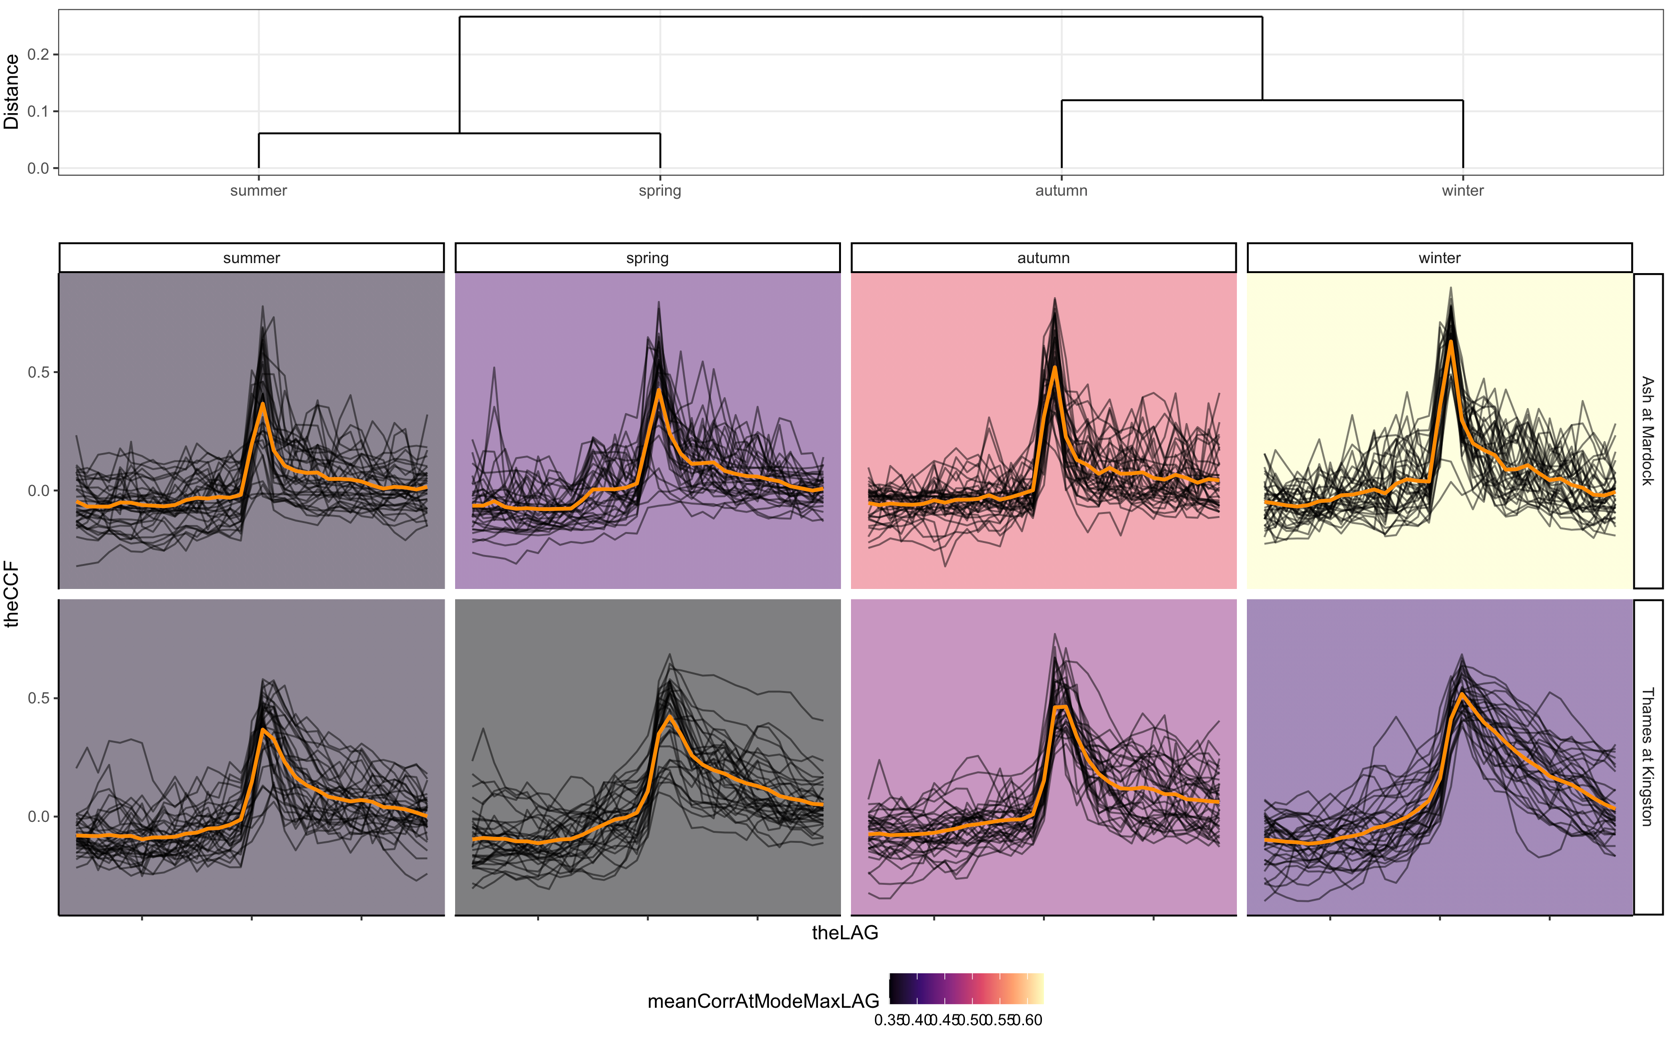 Distance
0.2
0.1
0.0
summer spring autumn winter
summer spring autumn winter
theCCF
0.5
0.0
Ash at Mardock
0.5
0.0
Thames at Kingston
theLAG
meanCorrAtModeMaxLAG
0.35 0.40 0.45 0.50 0.55 0.60